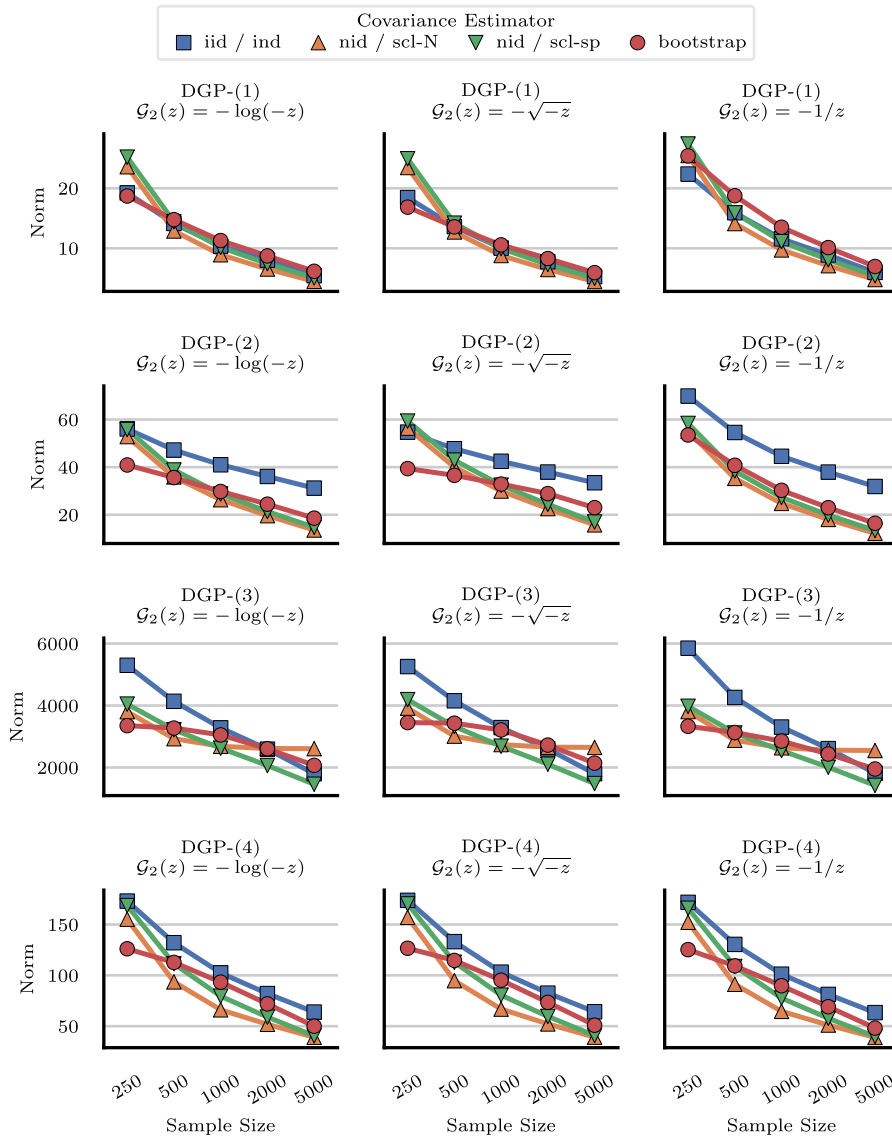 Covariance Estimator
iid / ind nid / scl-N nid / scl-sp bootstrap
DGP-(1) DGP-(1) DGP-(1)
𝒢₂(z) = − log(−z) 𝒢₂(z) = −√−z 𝒢₂(z) = −1/z
Norm
20
10
DGP-(2) DGP-(2) DGP-(2)
𝒢₂(z) = − log(−z) 𝒢₂(z) = −√−z 𝒢₂(z) = −1/z
Norm
60
40
20
DGP-(3) DGP-(3) DGP-(3)
𝒢₂(z) = − log(−z) 𝒢₂(z) = −√−z 𝒢₂(z) = −1/z
Norm
6000
4000
2000
DGP-(4) DGP-(4) DGP-(4)
𝒢₂(z) = − log(−z) 𝒢₂(z) = −√−z 𝒢₂(z) = −1/z
Norm
150
100
50
250 500 1000 2000 5000 250 500 1000 2000 5000 250 500 1000 2000 5000
Sample Size Sample Size Sample Size